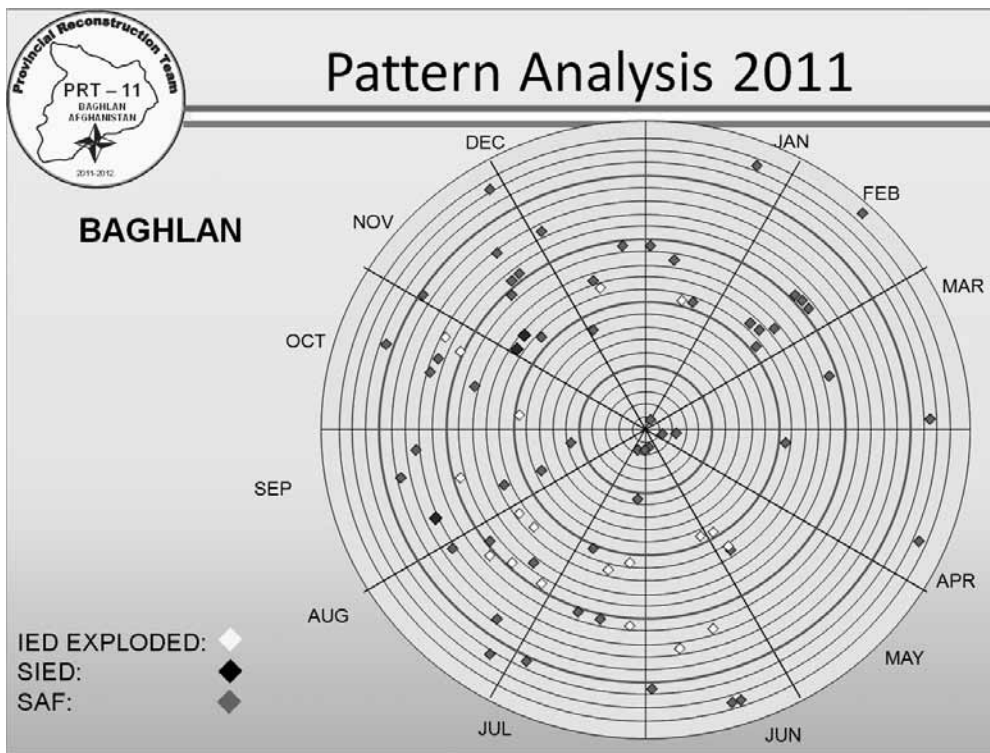 Provincial Reconstruction Team
PRT – 11
BAGHLAN
AFGHANISTAN
2011-2012
Pattern Analysis 2011
BAGHLAN
DEC
JAN
FEB
NOV
MAR
OCT
SEP
APR
AUG
MAY
JUL
JUN
IED EXPLODED:
SIED:
SAF: